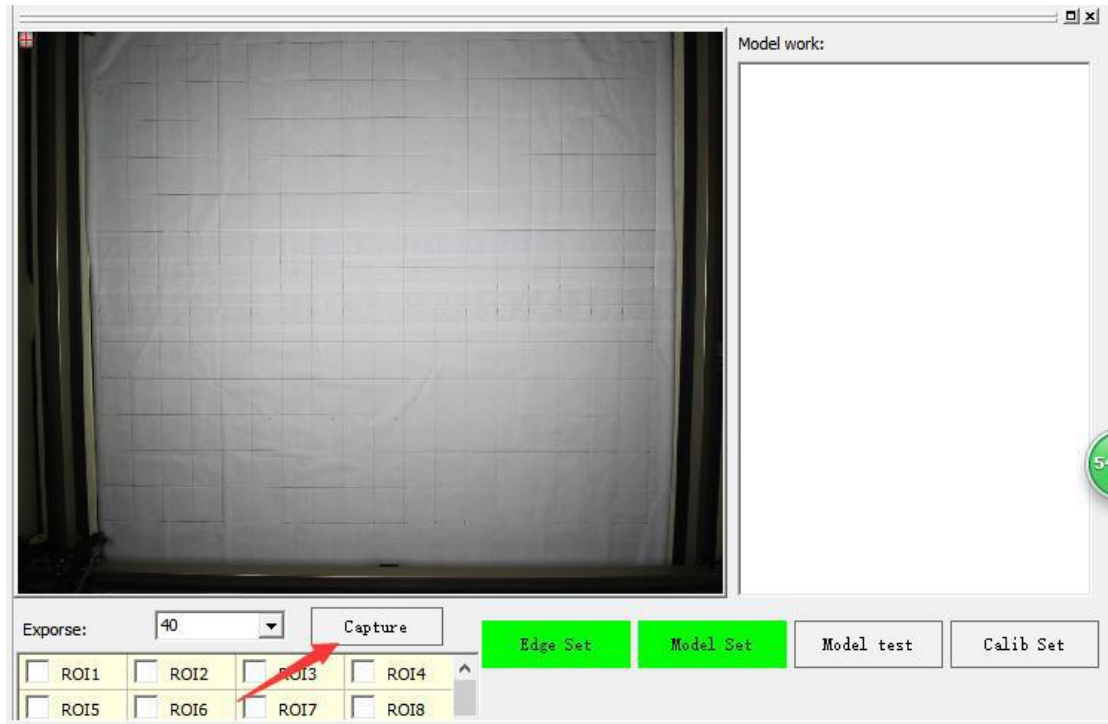 Model work:
Exporse:
40
Capture
Edge Set
Model Set
Model test
Calib Set
ROI1
ROI2
ROI3
ROI4
ROI5
ROI6
ROI7
ROI8